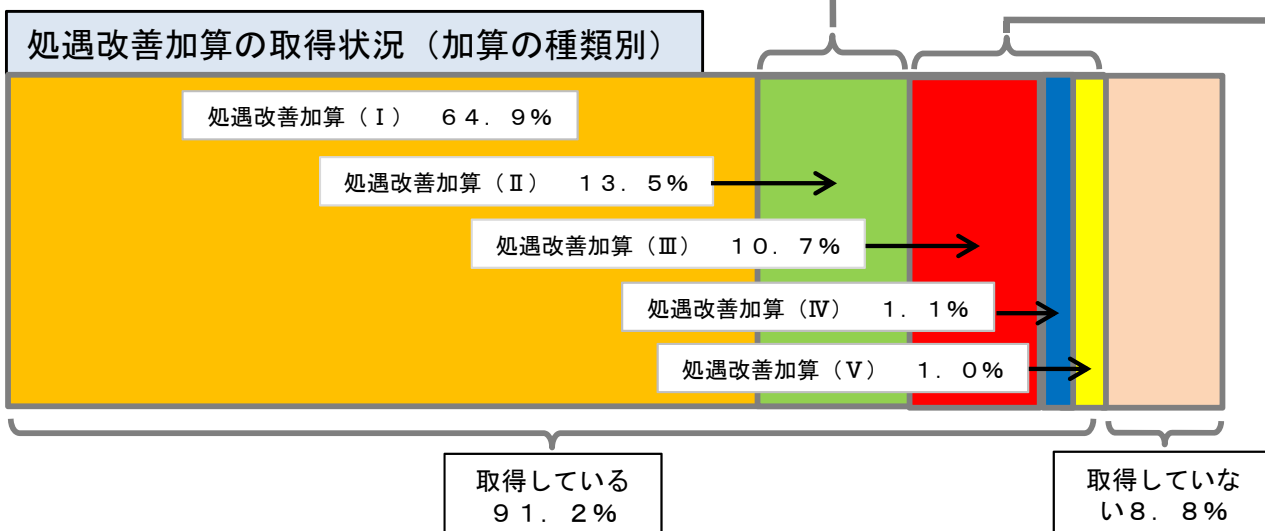 処遇改善加算の取得状況（加算の種類別）
処遇改善加算（Ⅰ）　６４．９％
処遇改善加算（Ⅱ）　１３．５％
処遇改善加算（Ⅲ）　１０．７％
処遇改善加算（Ⅳ）　１．１％
処遇改善加算（Ⅴ）　１．０％
取得している
９１．２％
取得していな
い８．８％